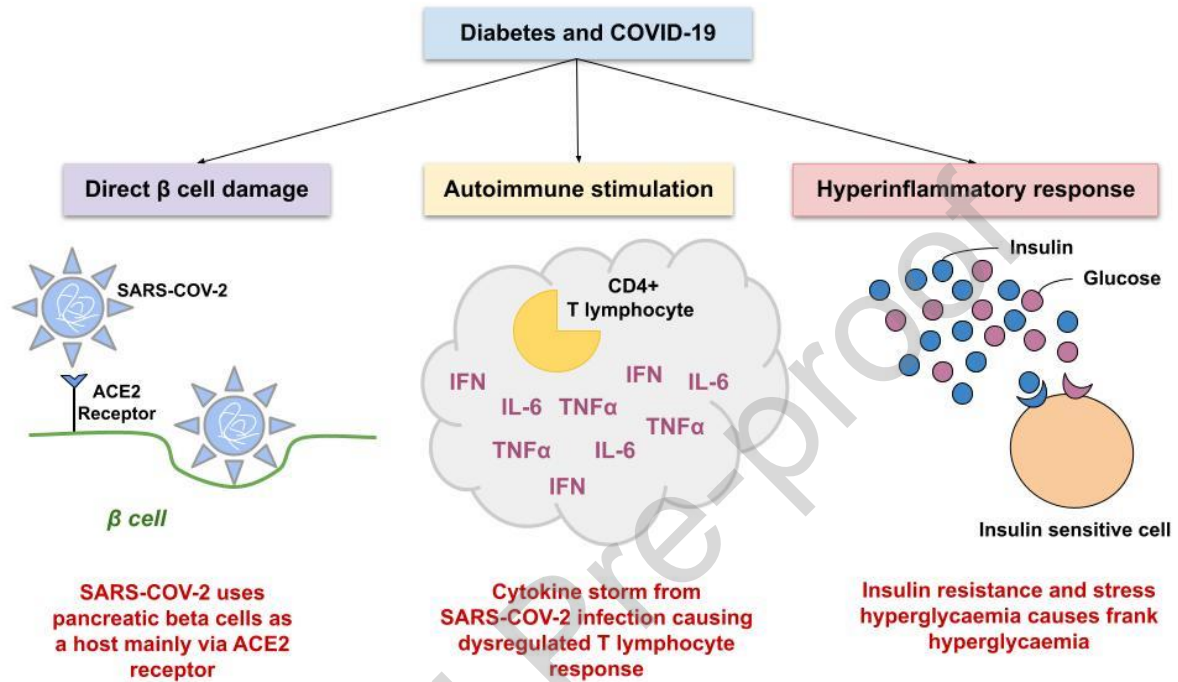 Diabetes and COVID-19
Direct β cell damage
Autoimmune stimulation
Hyperinflammatory response
SARS-COV-2
ACE2
Receptor
β cell
SARS-COV-2 uses
pancreatic beta cells as
a host mainly via ACE2
receptor
CD4+
T lymphocyte
IFN
IFN
IL-6
IL-6
TNFα
TNFα
TNFα
IL-6
IFN
Cytokine storm from
SARS-COV-2 infection causing
dysregulated T lymphocyte
response
Insulin
Glucose
Insulin sensitive cell
Insulin resistance and stress
hyperglycaemia causes frank
hyperglycaemia
Pre-proof